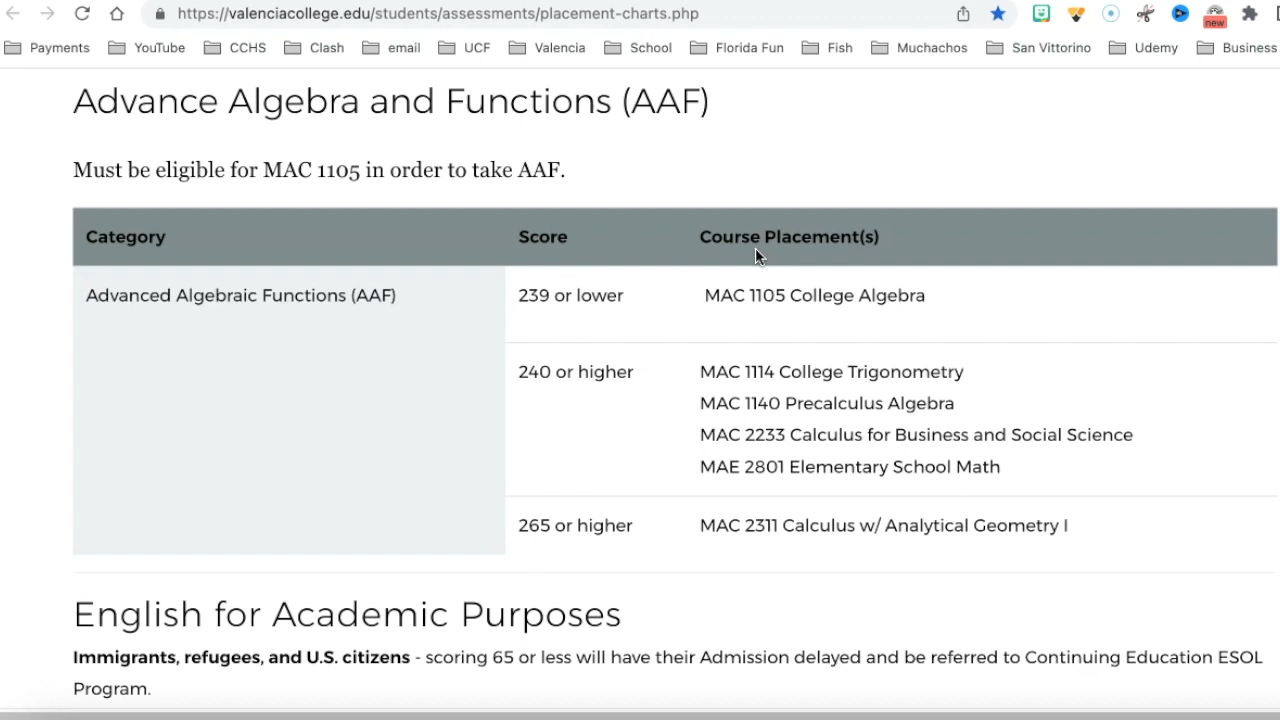 https://valenciacollege.edu/students/assessments/placement-charts.php
new
Payments YouTube CCHS Clash email UCF Valencia School Florida Fun Fish Muchachos San Vittorino Udemy Business
Advance Algebra and Functions (AAF)
Must be eligible for MAC 1105 in order to take AAF.
Category Score Course Placement(s)
Advanced Algebraic Functions (AAF) 239 or lower MAC 1105 College Algebra
240 or higher MAC 1114 College Trigonometry
MAC 1140 Precalculus Algebra
MAC 2233 Calculus for Business and Social Science
MAE 2801 Elementary School Math
265 or higher MAC 2311 Calculus w/ Analytical Geometry I
English for Academic Purposes
Immigrants, refugees, and U.S. citizens - scoring 65 or less will have their Admission delayed and be referred to Continuing Education ESOL
Program.